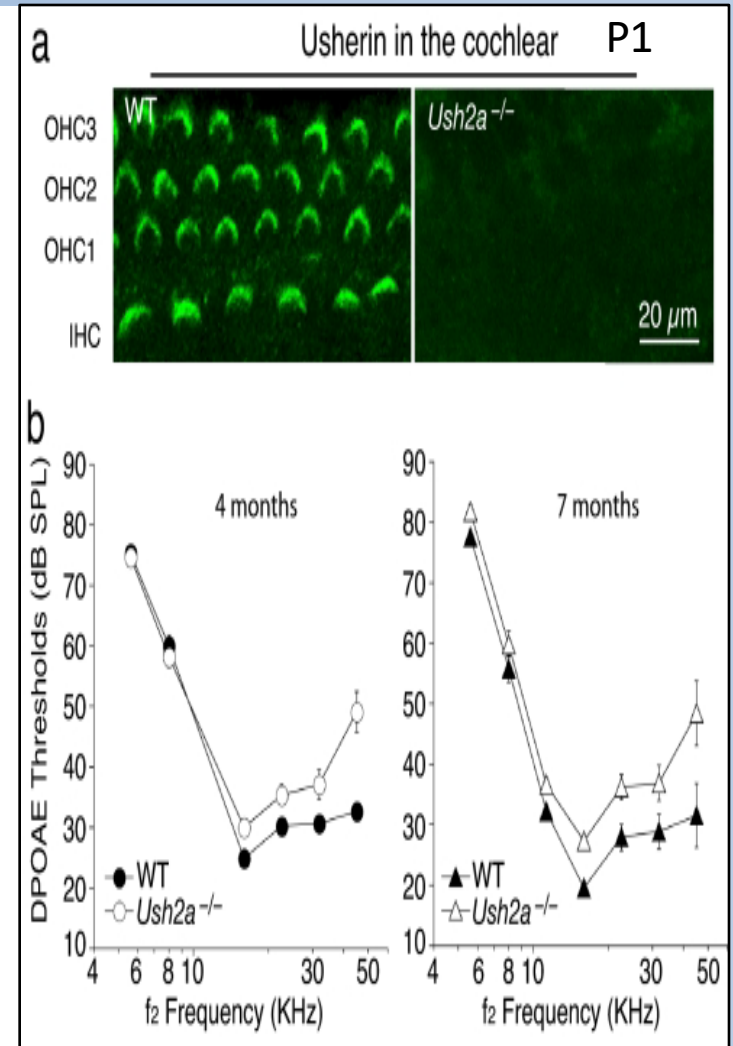 a
Usherin in the cochlear
P1
WT
Ush2a⁻/⁻
OHC3
OHC2
OHC1
IHC
20 µm
b
DPOAE Thresholds (dB SPL)
4 months
90
80
70
60
50
40
30
20
10
WT
Ush2a⁻/⁻
4 6 8 10 30 50
f₂ Frequency (KHz)
7 months
90
80
70
60
50
40
30
20
10
WT
Ush2a⁻/⁻
4 6 8 10 30 50
f₂ Frequency (KHz)